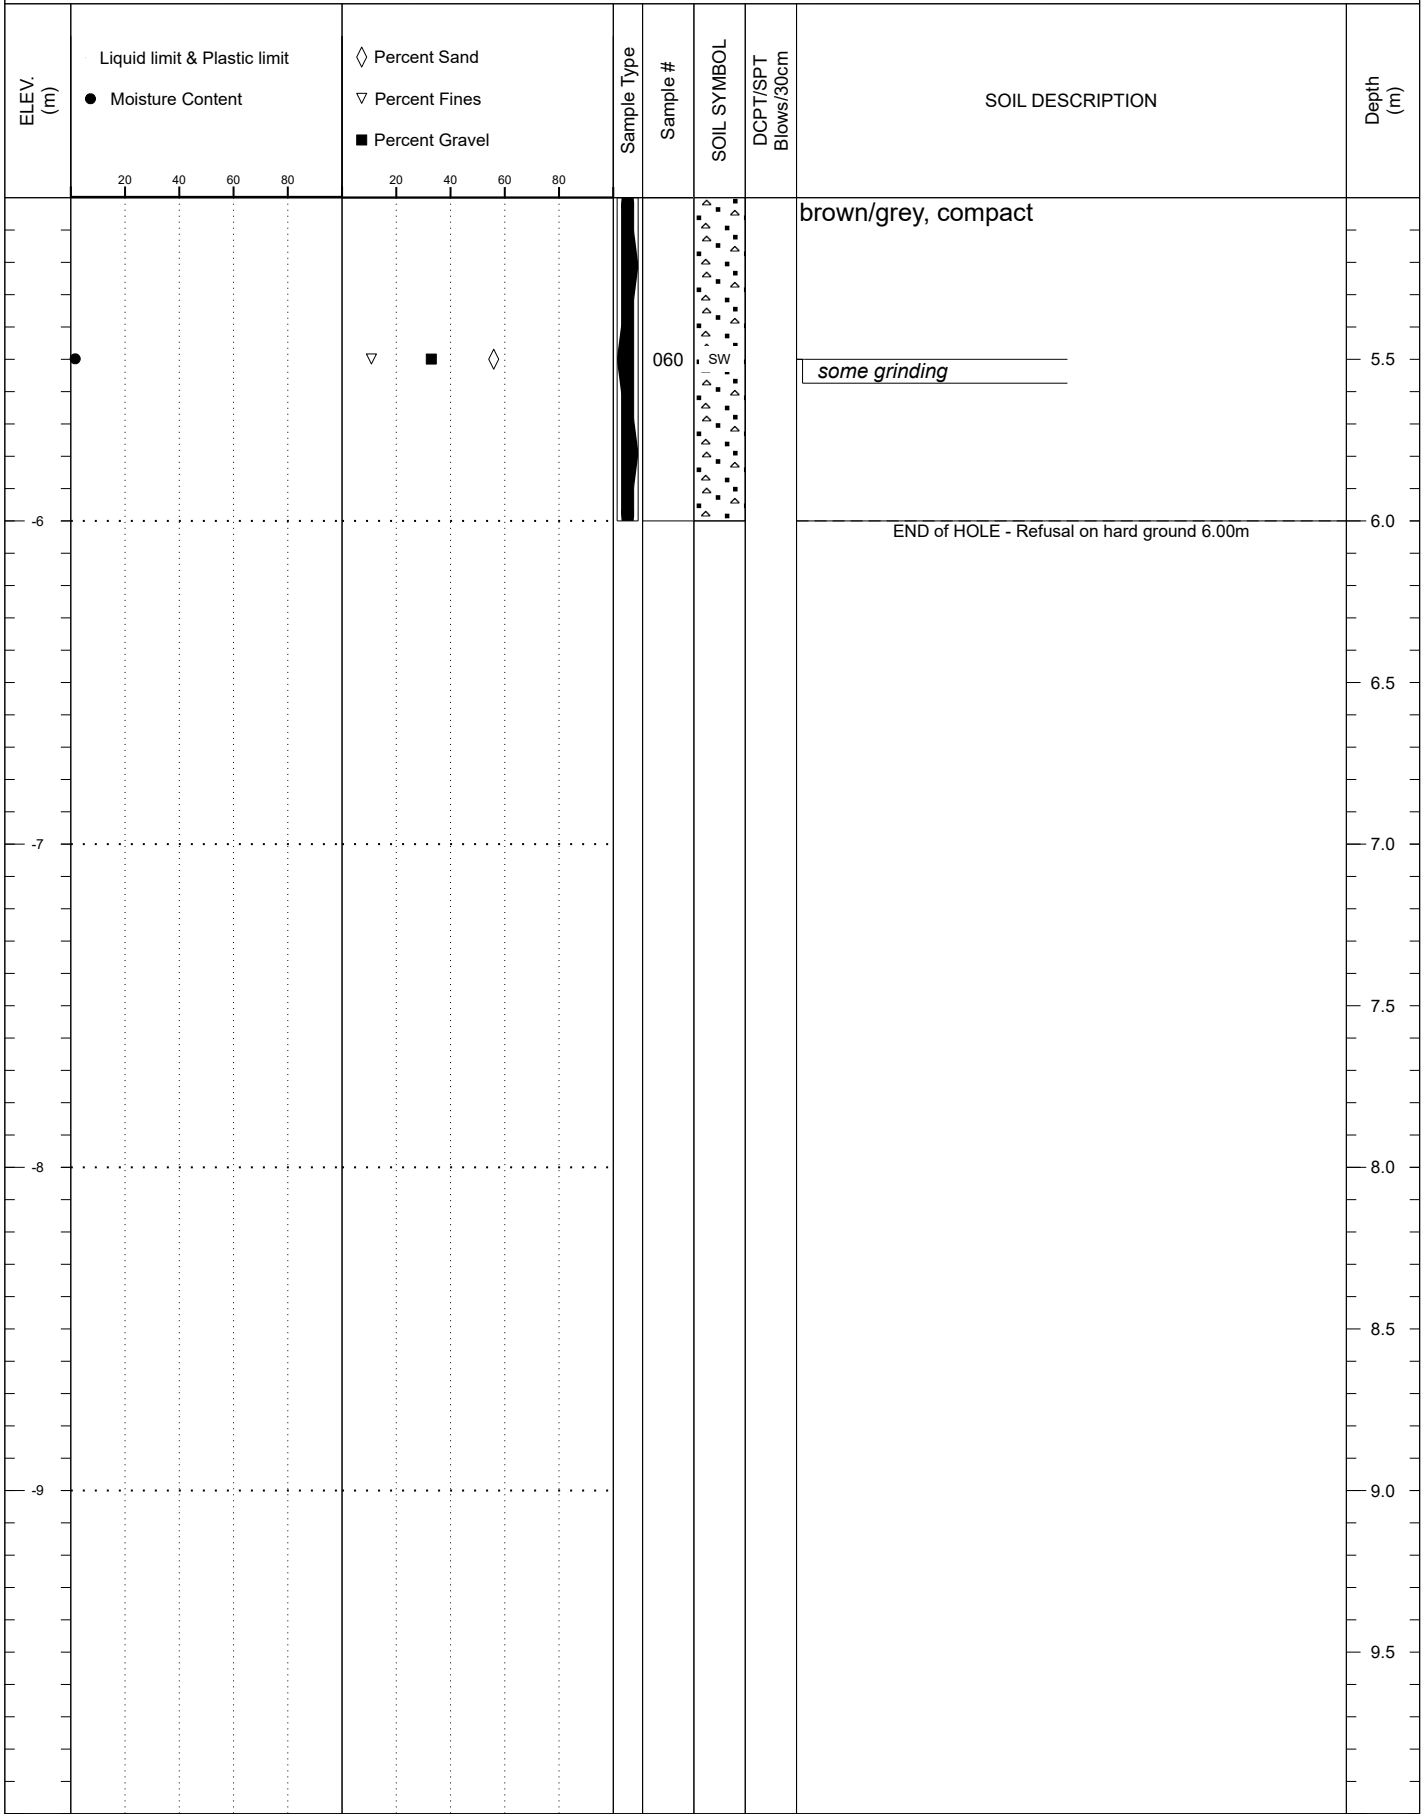 ELEV.
(m)
Liquid limit & Plastic limit
Moisture Content
20 40 60 80
Percent Sand
Percent Fines
Percent Gravel
20 40 60 80
Sample Type
Sample #
SOIL SYMBOL
DCPT/SPT
Blows/30cm
SOIL DESCRIPTION
Depth
(m)
brown/grey, compact
060 SW 5.5
some grinding
-6 6.0
END of HOLE - Refusal on hard ground 6.00m
6.5
-7 7.0
7.5
-8 8.0
8.5
-9 9.0
9.5